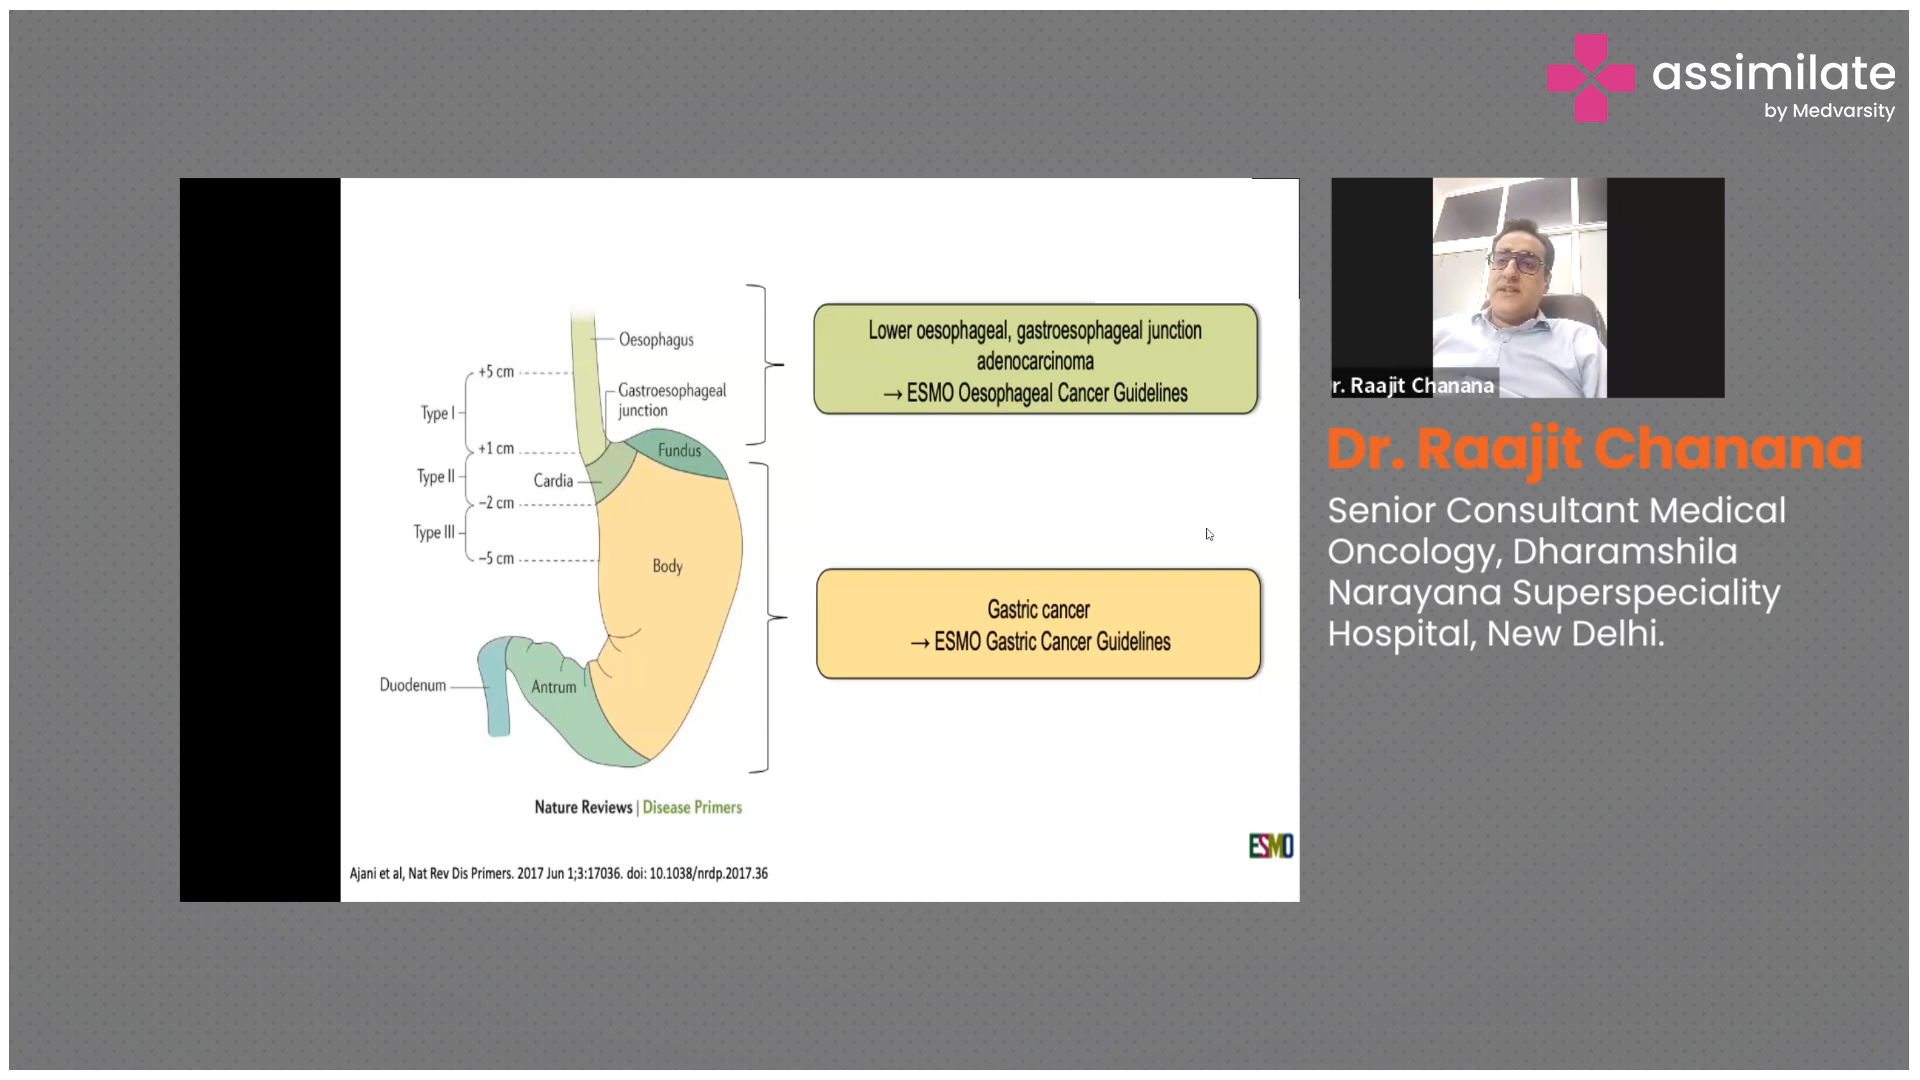 assimilate
by Medvarsity
Oesophagus
+5 cm
Gastroesophageal
junction
Type I
+1 cm
Fundus
Type II
Cardia
−2 cm
Type III
−5 cm
Body
Duodenum
Antrum
Lower oesophageal, gastroesophageal junction
adenocarcinoma
→ ESMO Oesophageal Cancer Guidelines
Gastric cancer
→ ESMO Gastric Cancer Guidelines
Nature Reviews | Disease Primers
ESMO
Ajani et al, Nat Rev Dis Primers. 2017 Jun 1;3:17036. doi: 10.1038/nrdp.2017.36
r. Raajit Chanana
Dr. Raajit Chanana
Senior Consultant Medical
Oncology, Dharamshila
Narayana Superspeciality
Hospital, New Delhi.